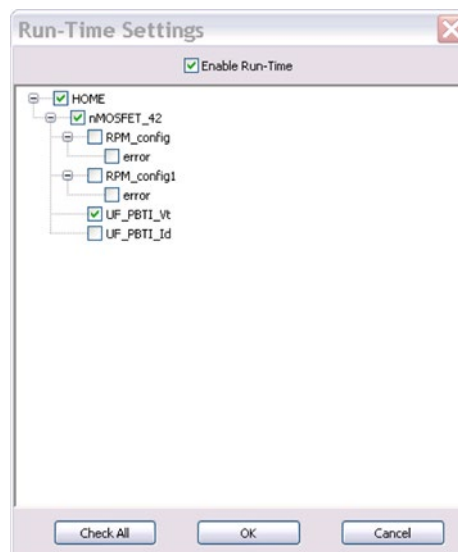 Run-Time Settings
Enable Run-Time
HOME
nMOSFET_42
RPM_config
error
RPM_config1
error
UF_PBTI_Vt
UF_PBTI_Id
Check All OK Cancel